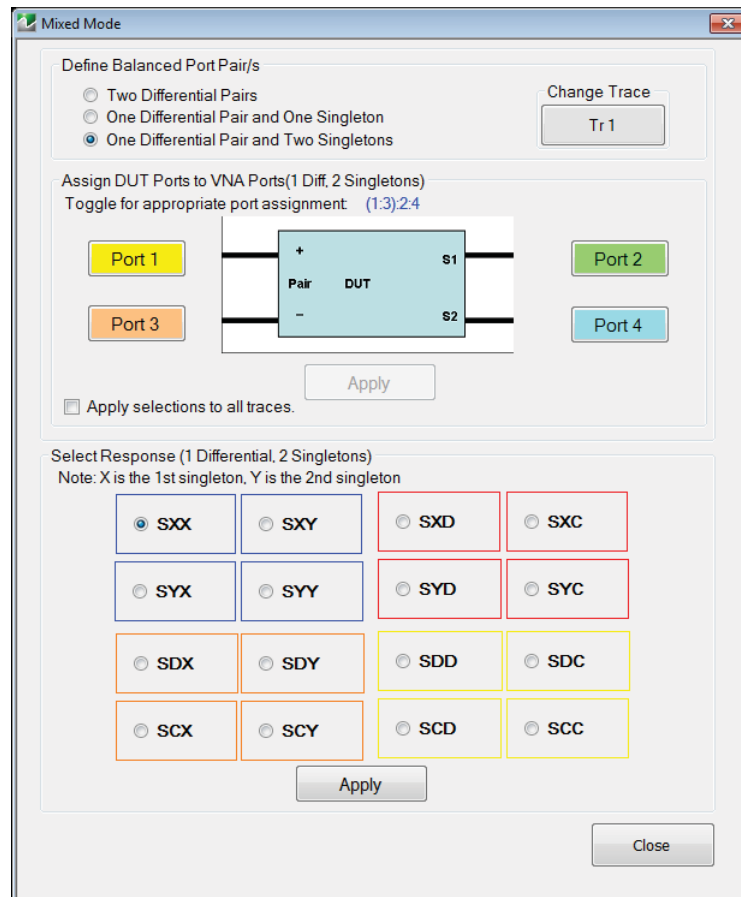 Mixed Mode
Define Balanced Port Pair/s
Two Differential Pairs
One Differential Pair and One Singleton
One Differential Pair and Two Singletons
Change Trace
Tr 1
Assign DUT Ports to VNA Ports(1 Diff, 2 Singletons)
Toggle for appropriate port assignment: (1:3):2:4
Port 1
Port 3
+
Pair DUT
–
S1
S2
Port 2
Port 4
Apply
Apply selections to all traces.
Select Response (1 Differential, 2 Singletons)
Note: X is the 1st singleton, Y is the 2nd singleton
SXX SXY SXD SXC
SYX SYY SYD SYC
SDX SDY SDD SDC
SCX SCY SCD SCC
Apply
Close